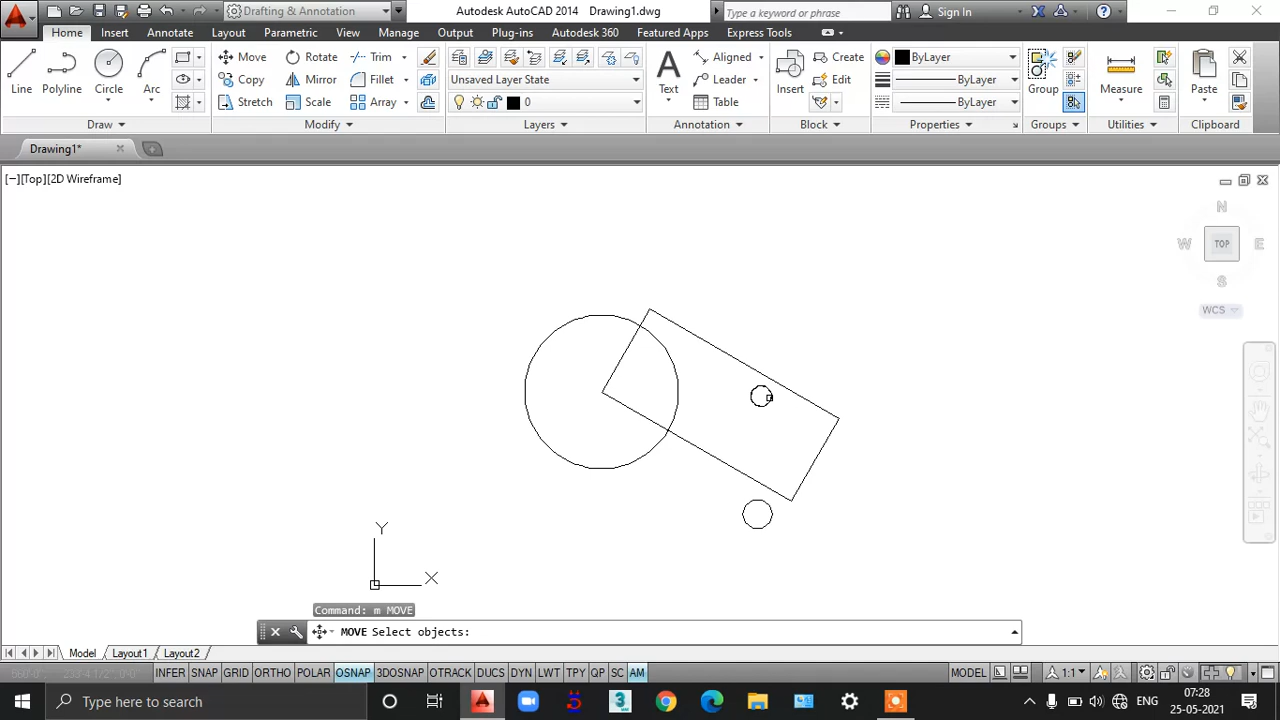 Drafting & Annotation
Autodesk AutoCAD 2014 Drawing1.dwg
Type a keyword or phrase
Sign In
Home Insert Annotate Layout Parametric View Manage Output Plug-ins Autodesk 360 Featured Apps Express Tools
Move Rotate Trim
Unsaved Layer State
Aligned
Create
ByLayer
Copy Mirror Fillet
Leader
Edit
ByLayer
Line Polyline Circle Arc
Text
Insert
Group
Measure
Paste
Stretch Scale Array
0
Table
ByLayer
Draw Modify Layers Annotation Block Properties Groups Utilities Clipboard
Drawing1*
[−][Top][2D Wireframe]
N
W TOP E
S
WCS
Y
X
Command: m MOVE
MOVE Select objects:
Model Layout1 Layout2
INFER SNAP GRID ORTHO POLAR OSNAP 3DOSNAP OTRACK DUCS DYN LWT TPY QP SC AM
MODEL
1:1
Type here to search
ENG
07:28
25-05-2021